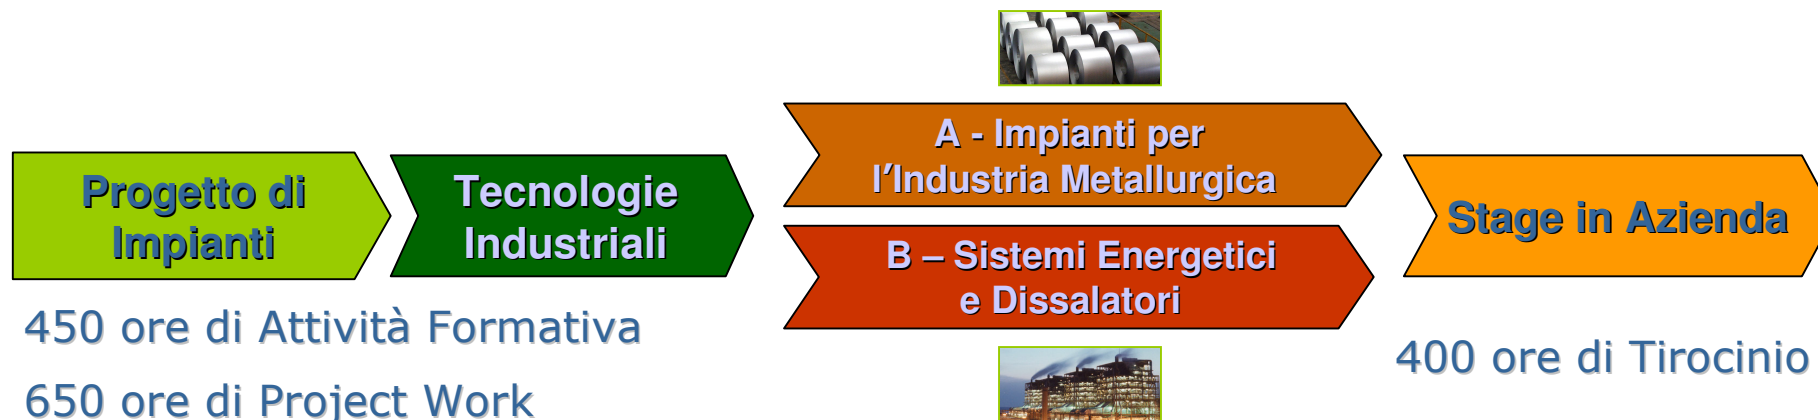 Progetto di
Impianti
Tecnologie
Industriali
A - Impianti per
l’Industria Metallurgica
B – Sistemi Energetici
e Dissalatori
Stage in Azienda
450 ore di Attività Formativa
650 ore di Project Work
400 ore di Tirocinio